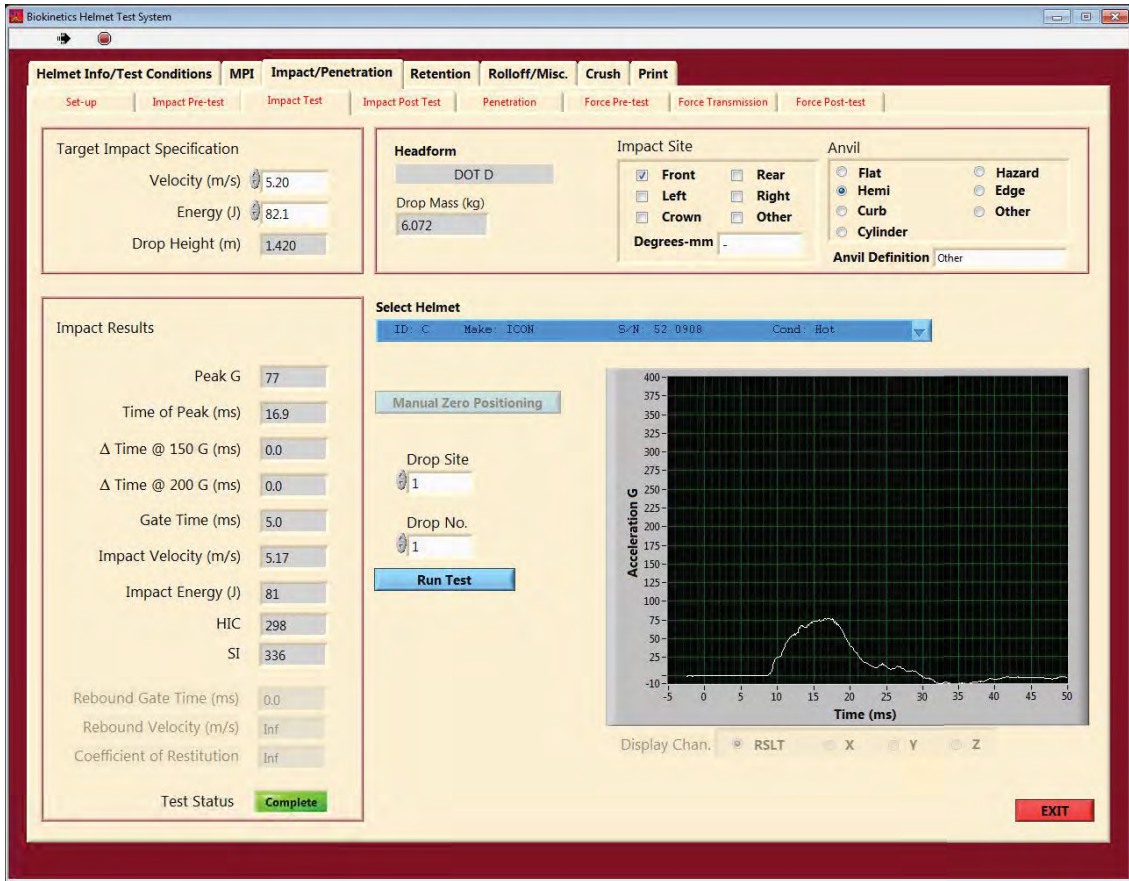 Biokinetics Helmet Test System
Helmet Info/Test Conditions MPI Impact/Penetration Retention Rolloff/Misc. Crush Print
Set-up Impact Pre-test Impact Test Impact Post Test Penetration Force Pre-test Force Transmission Force Post-test
Target Impact Specification
Velocity (m/s) 5.20
Energy (J) 82.1
Drop Height (m) 1.420
Headform
DOT D
Drop Mass (kg)
6.072
Impact Site
Front Rear
Left Right
Crown Other
Degrees-mm -
Anvil
Flat Hazard
Hemi Edge
Curb Other
Cylinder
Anvil Definition Other
Impact Results
Peak G 77
Time of Peak (ms) 16.9
Δ Time @ 150 G (ms) 0.0
Δ Time @ 200 G (ms) 0.0
Gate Time (ms) 5.0
Impact Velocity (m/s) 5.17
Impact Energy (J) 81
HIC 298
SI 336
Rebound Gate Time (ms) 0.0
Rebound Velocity (m/s) Inf
Coefficient of Restitution Inf
Test Status Complete
Select Helmet
ID: C Make: ICON S/N: 52 0908 Cond: Hot
Manual Zero Positioning
Drop Site
1
Drop No.
1
Run Test
Acceleration G
400
375
350
325
300
275
250
225
200
175
150
125
100
75
50
25
-10
-5 0 5 10 15 20 25 30 35 40 45 50
Time (ms)
Display Chan. RSLT X Y Z
EXIT